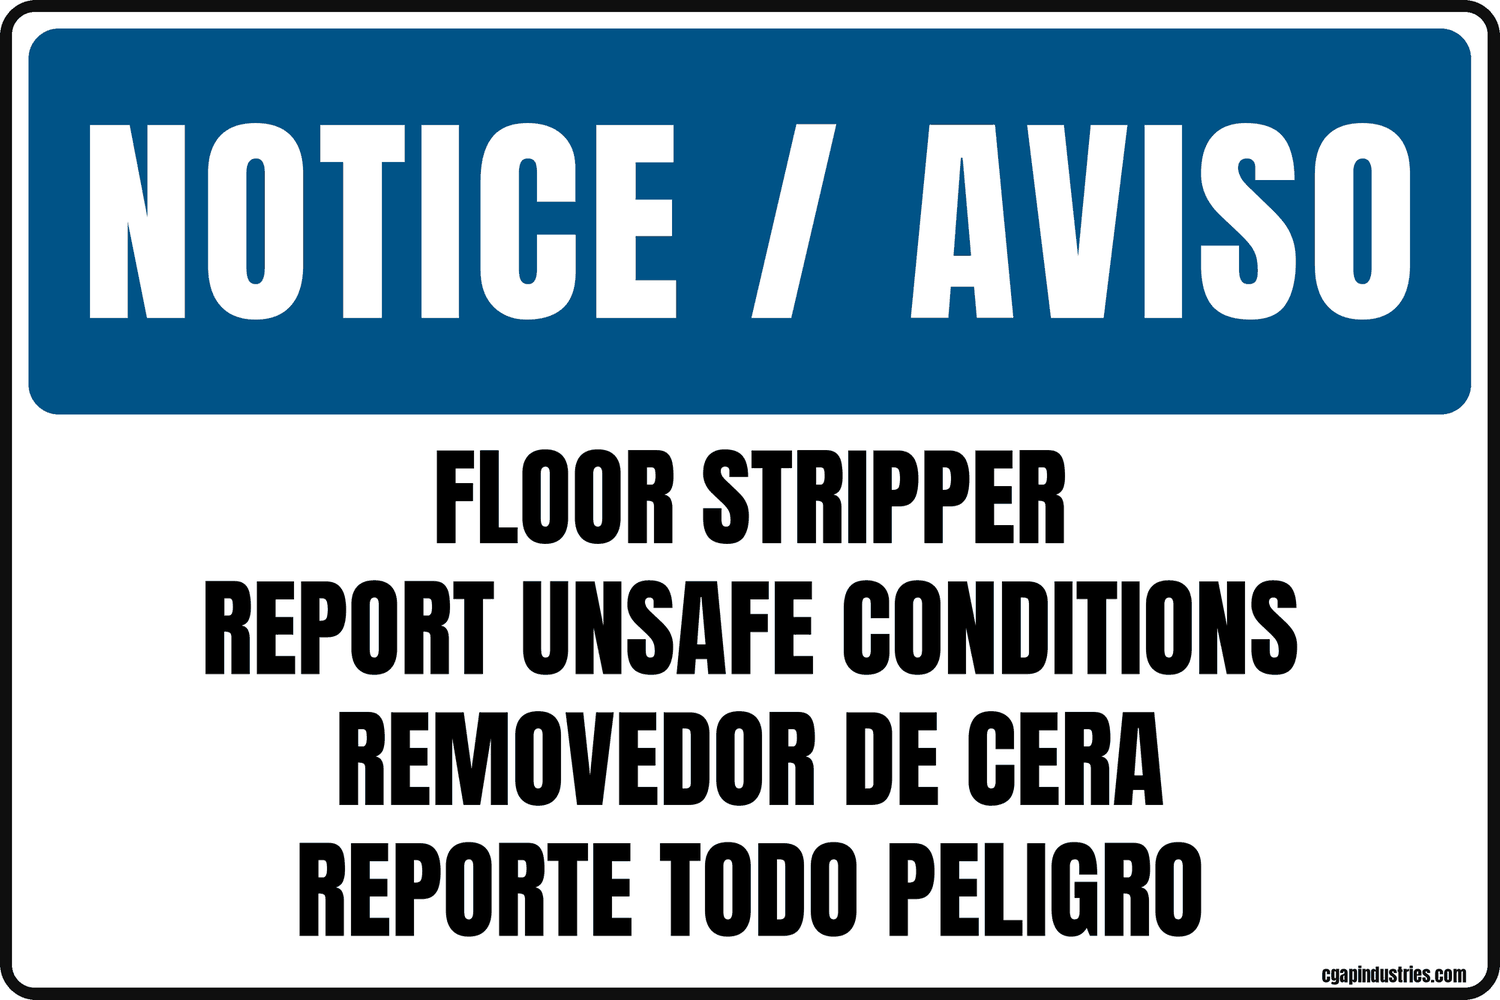 NOTICE / AVISO
FLOOR STRIPPER
REPORT UNSAFE CONDITIONS
REMOVEDOR DE CERA
REPORTE TODO PELIGRO
cgapindustries.com